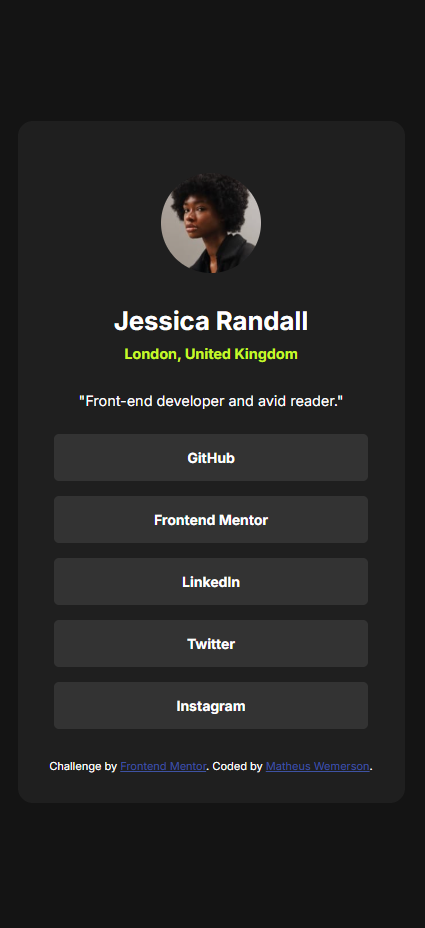 Jessica Randall
London, United Kingdom
"Front-end developer and avid reader."
GitHub
Frontend Mentor
LinkedIn
Twitter
Instagram
Challenge by Frontend Mentor. Coded by Matheus Wemerson.